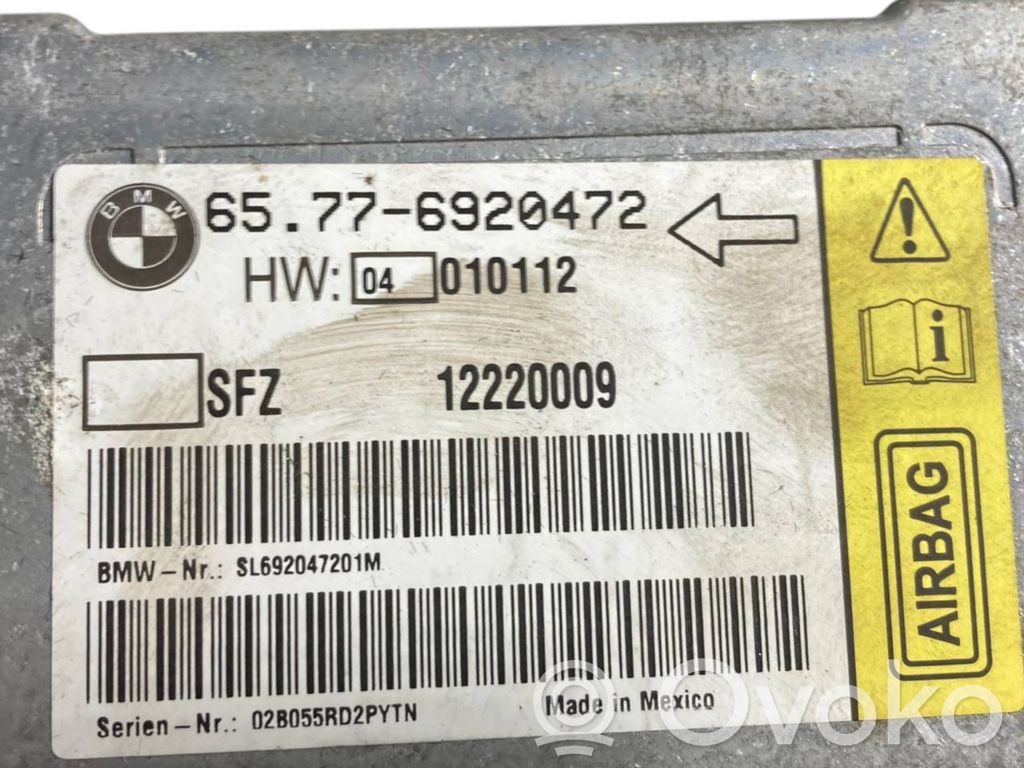 BMW
65.77-6920472
HW: 04 010112
SFZ 12220009
BMW-Nr.: SL692047201M
Serien-Nr.: 02B055RD2PYTN
Made in Mexico
AIRBAG
i
Ovoko